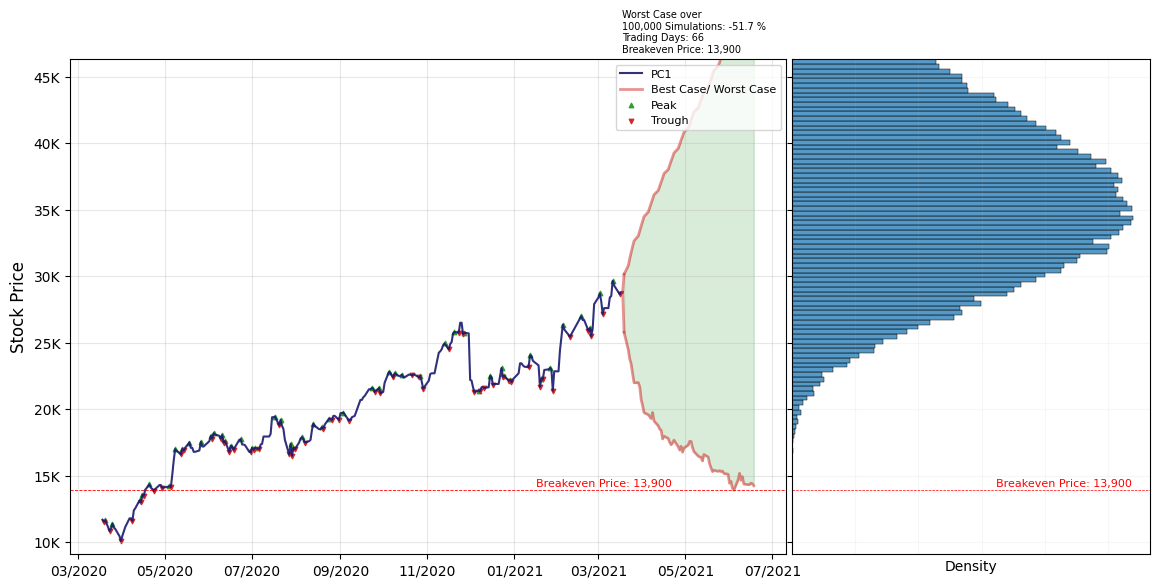 Worst Case over
100,000 Simulations: -51.7 %
Trading Days: 66
Breakeven Price: 13,900
PC1
Best Case/ Worst Case
Peak
Trough
Stock Price
45K
40K
35K
30K
25K
20K
15K
10K
Breakeven Price: 13,900
Breakeven Price: 13,900
03/2020 05/2020 07/2020 09/2020 11/2020 01/2021 03/2021 05/2021 07/2021
Density